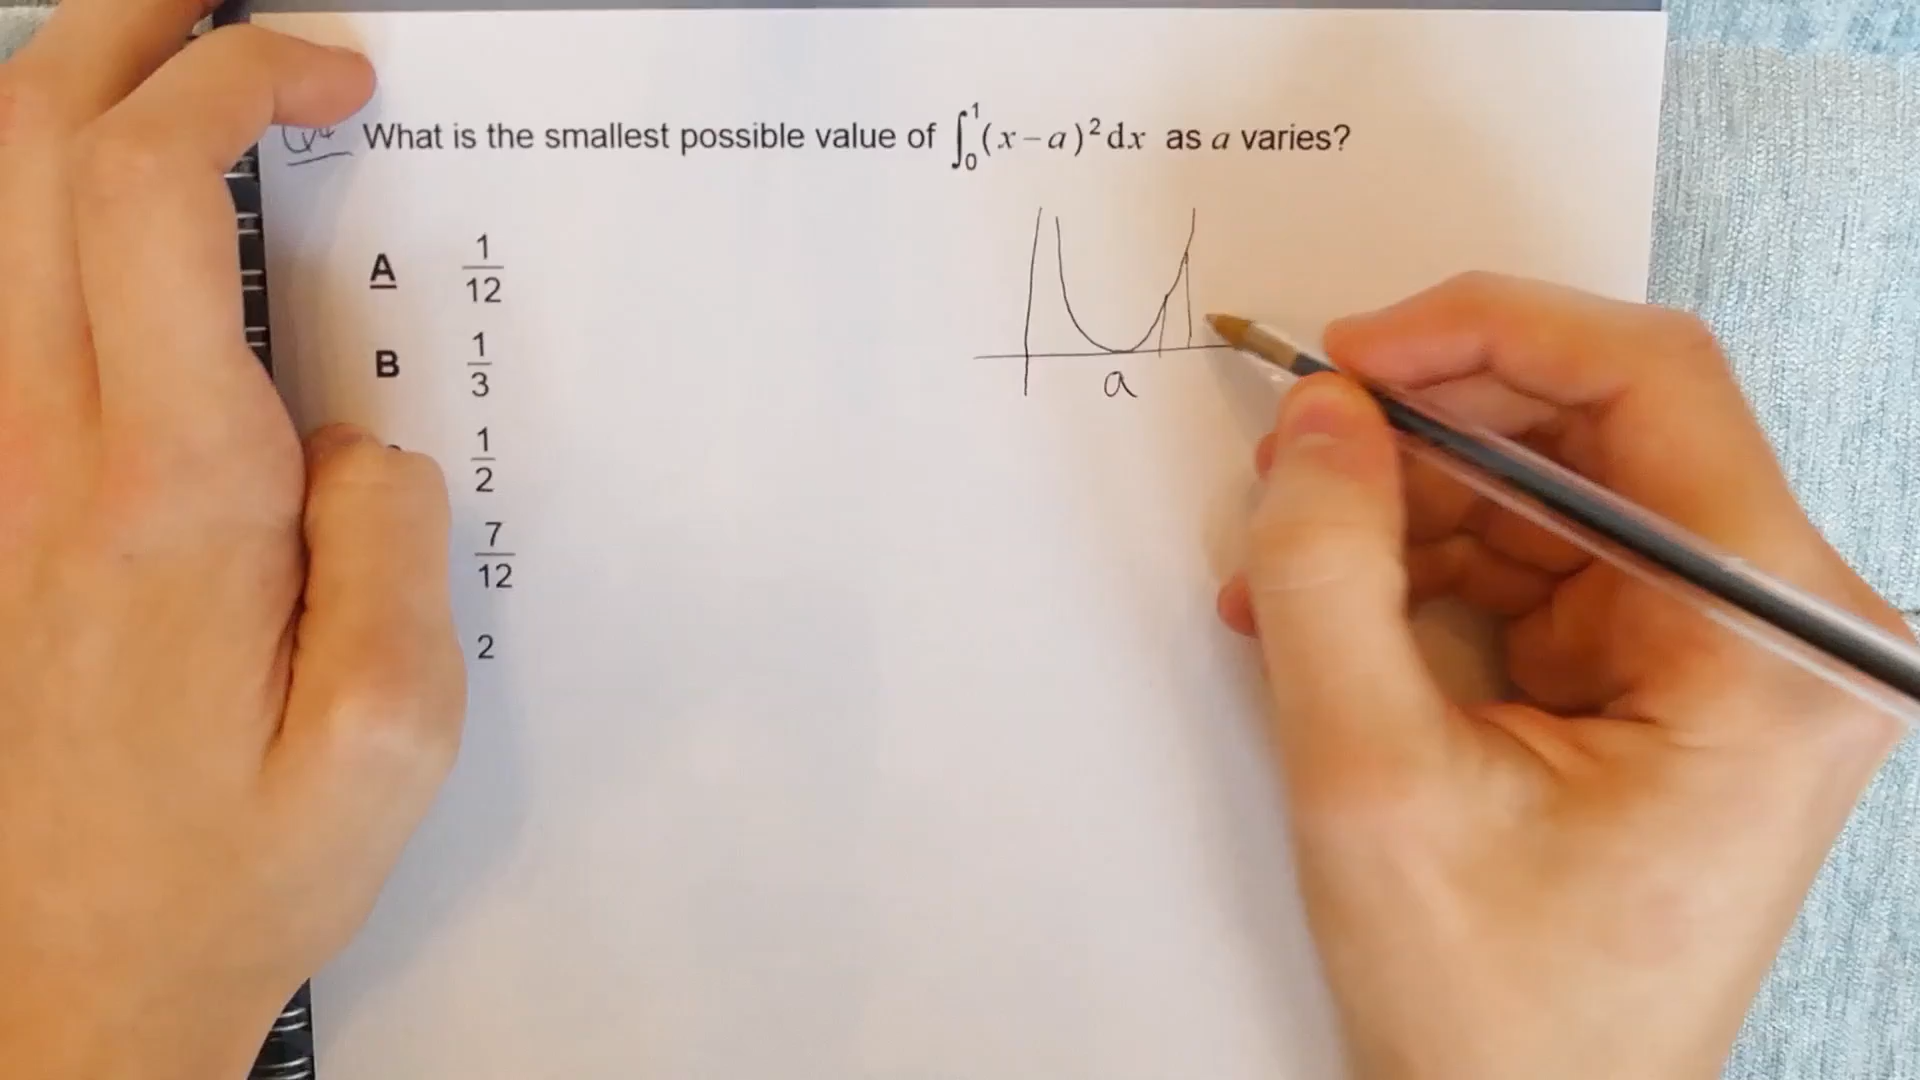 What is the smallest possible value of ∫₀¹(x−a)² dx as a varies?
A 1/12
B 1/3
1/2
7/12
2
a